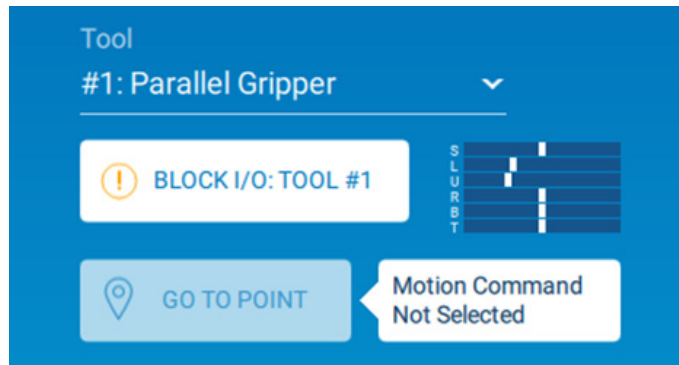 Tool
#1: Parallel Gripper
BLOCK I/O: TOOL #1
S
L
U
R
B
T
GO TO POINT
Motion Command
Not Selected